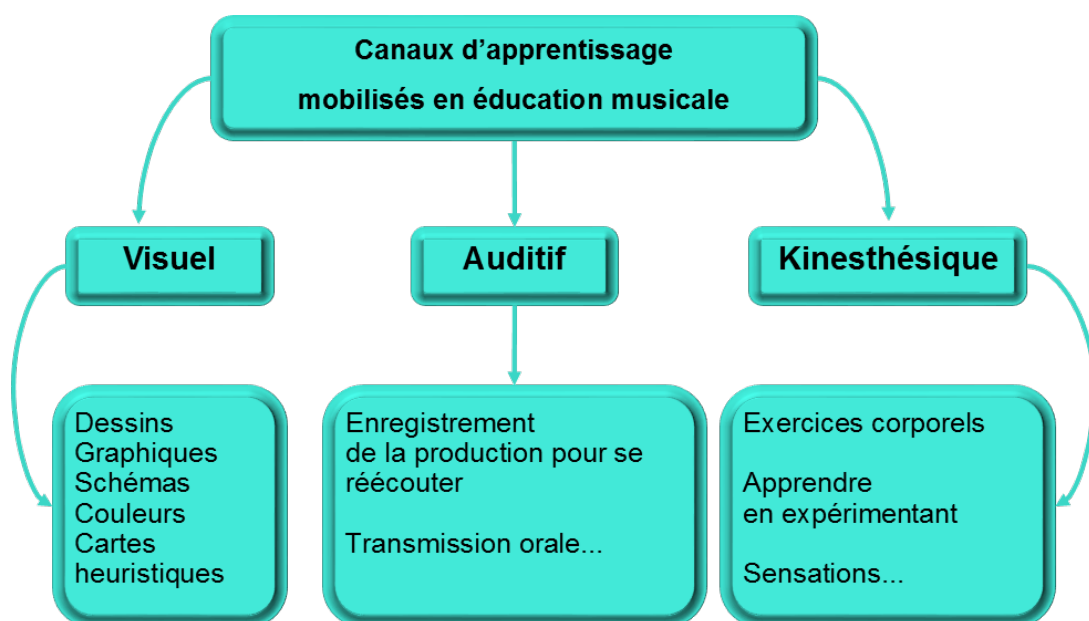 Canaux d’apprentissage
mobilisés en éducation musicale
Visuel
Auditif
Kinesthésique
Dessins
Graphiques
Schémas
Couleurs
Cartes
heuristiques
Enregistrement
de la production pour se
réécouter
Transmission orale...
Exercices corporels
Apprendre
en expérimentant
Sensations...